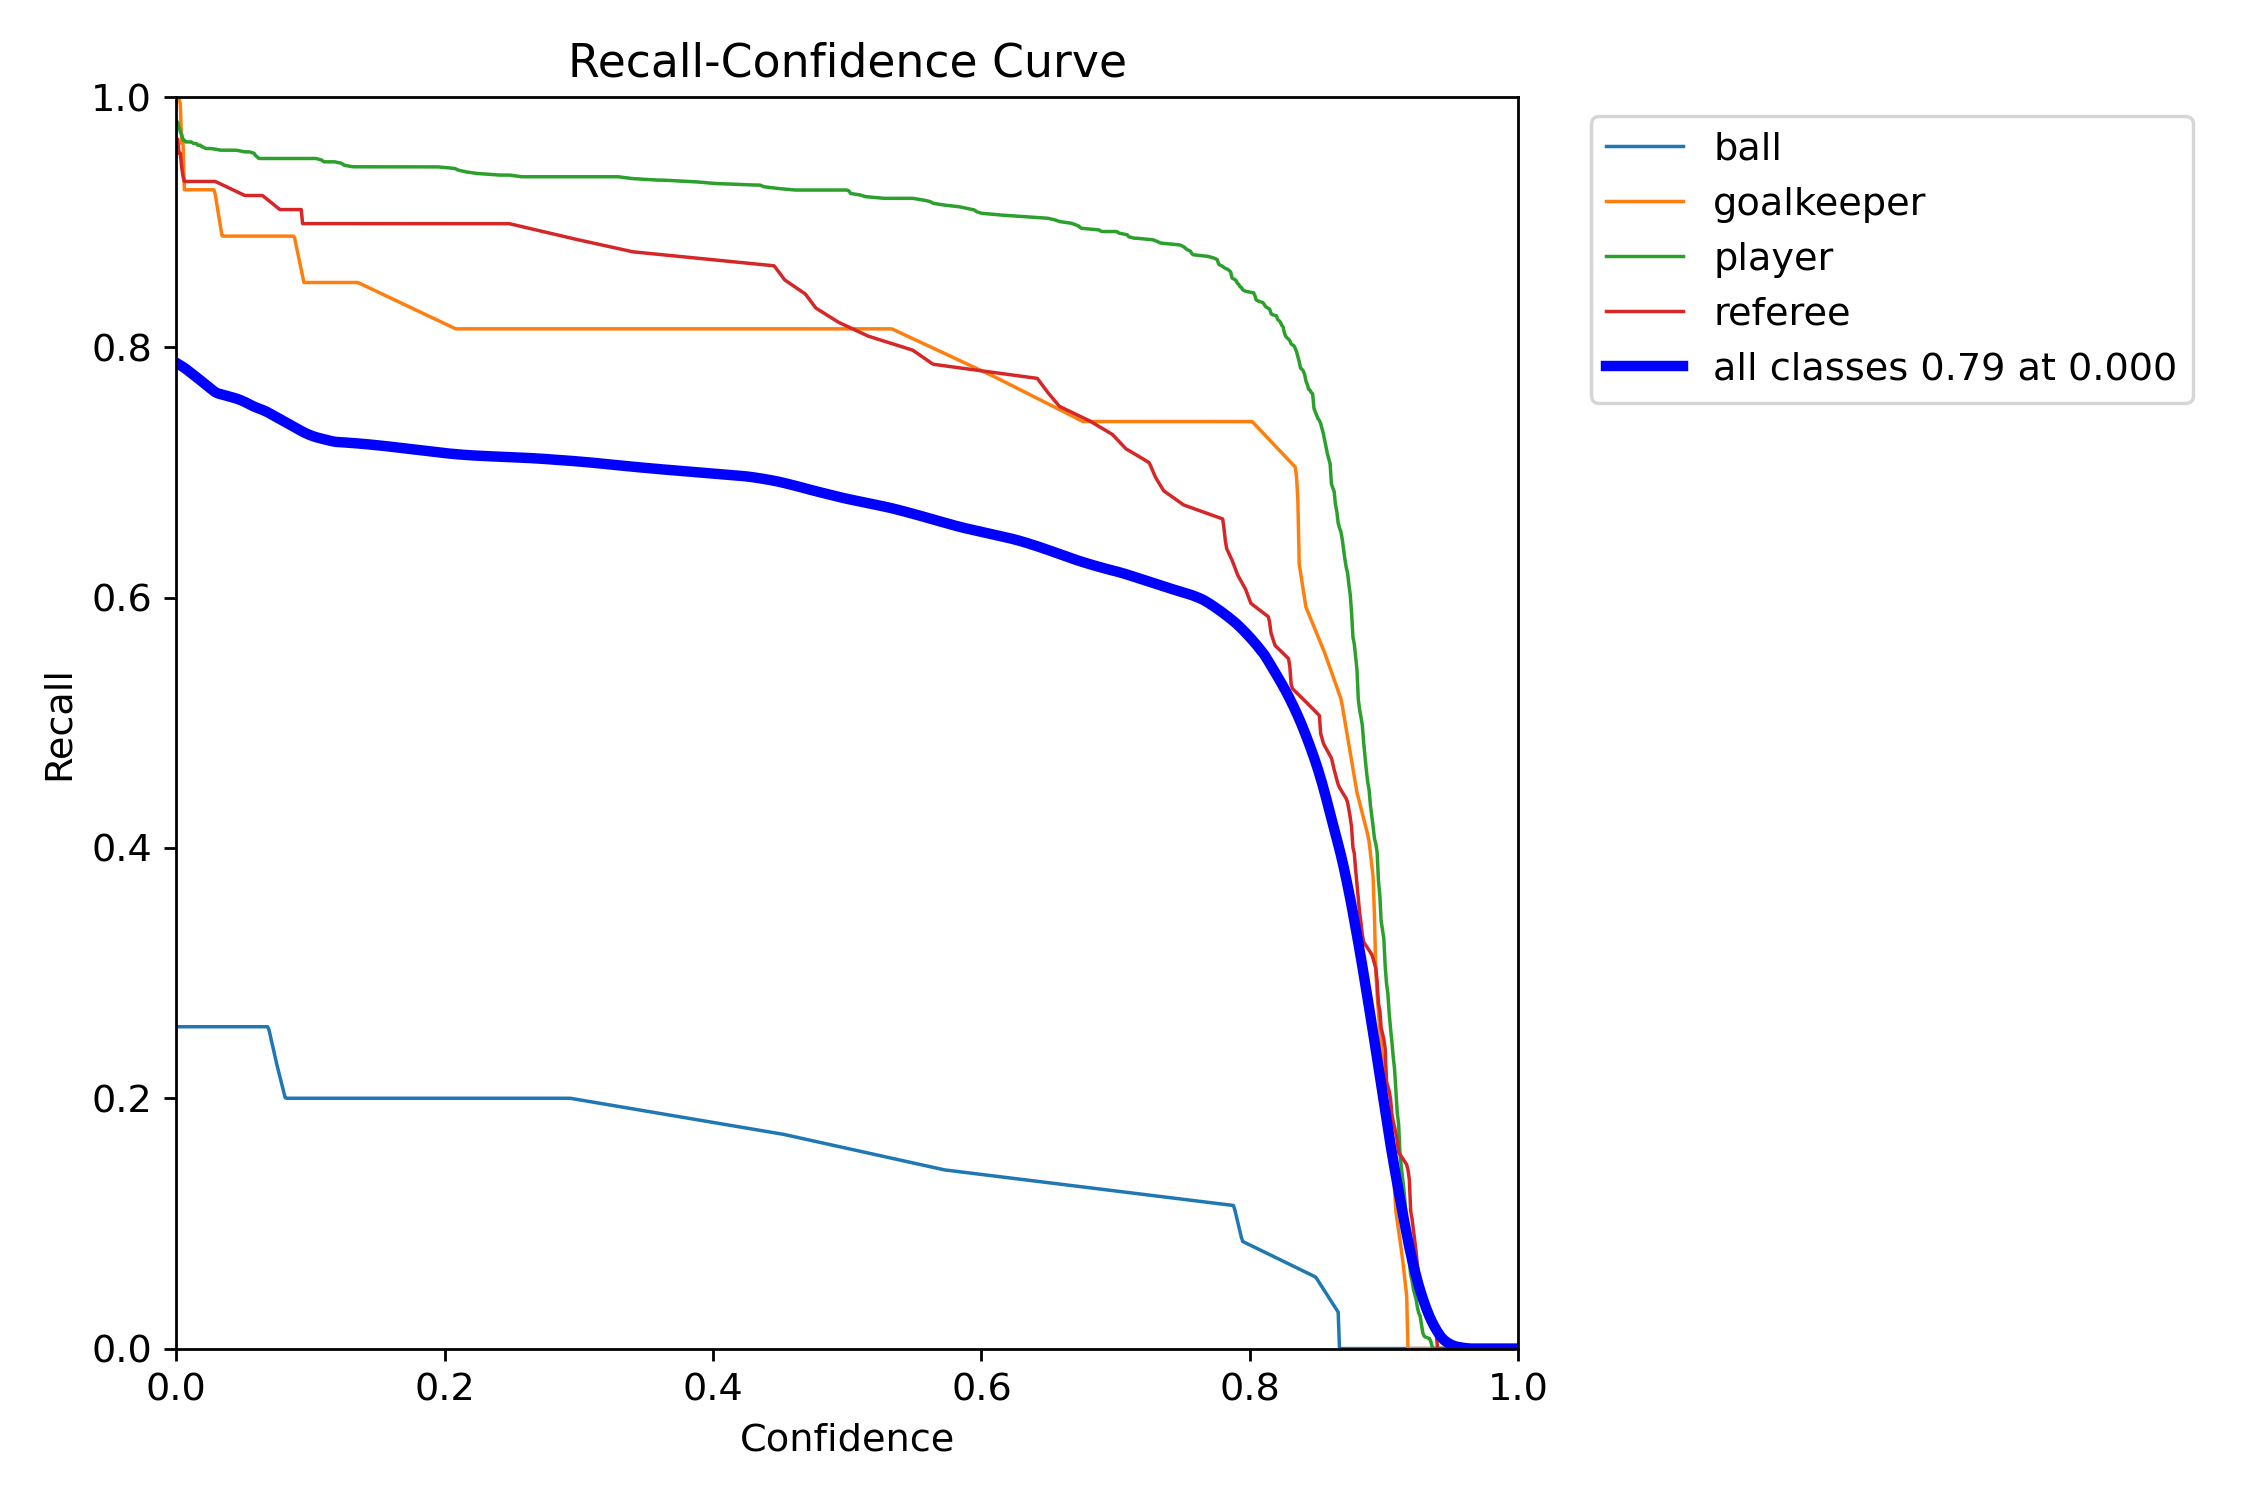 Recall-Confidence Curve
1.0
0.8
0.6
0.4
0.2
0.0
Recall
0.0 0.2 0.4 0.6 0.8 1.0
Confidence
ball
goalkeeper
player
referee
all classes 0.79 at 0.000